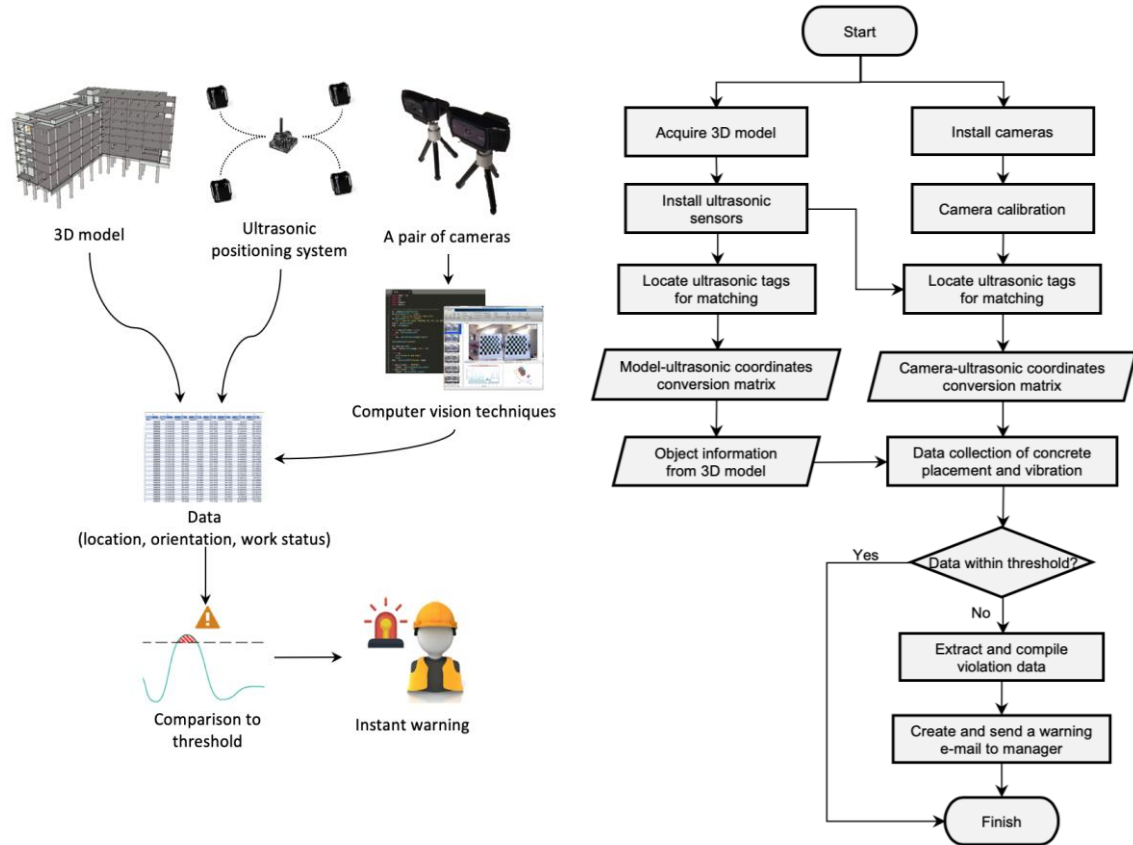 3D model
Ultrasonic
positioning system
A pair of cameras
Computer vision techniques
Data
(location, orientation, work status)
Comparison to
threshold
Instant warning
Start
Acquire 3D model
Install cameras
Install ultrasonic
sensors
Camera calibration
Locate ultrasonic tags
for matching
Locate ultrasonic tags
for matching
Model-ultrasonic coordinates
conversion matrix
Camera-ultrasonic coordinates
conversion matrix
Object information
from 3D model
Data collection of concrete
placement and vibration
Yes
Data within threshold?
No
Extract and compile
violation data
Create and send a warning
e-mail to manager
Finish